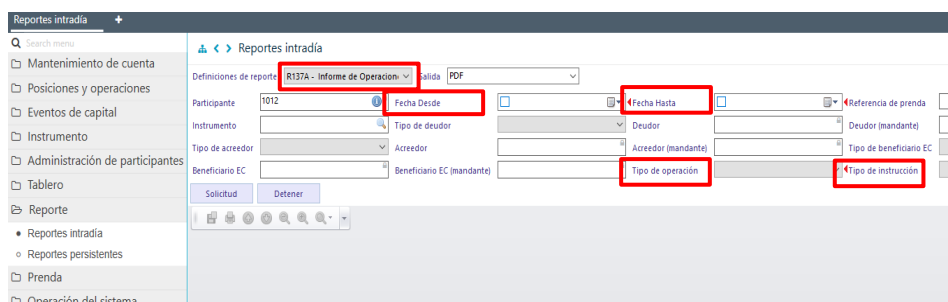 Reportes intradía +
Search menu
Mantenimiento de cuenta
Posiciones y operaciones
Eventos de capital
Instrumento
Administración de participantes
Tablero
Reporte
Reportes intradía
Reportes persistentes
Prenda
Operación del sistema
Reportes intradía
Definiciones de reporte R137A - Informe de Operacion Salida PDF
Participante 1012 Fecha Desde Fecha Hasta Referencia de prenda
Instrumento Tipo de deudor Deudor Deudor (mandante)
Tipo de acreedor Acreedor Acreedor (mandante) Tipo de beneficiario EC
Beneficiario EC Beneficiario EC (mandante) Tipo de operación Tipo de instrucción
Solicitud Detener